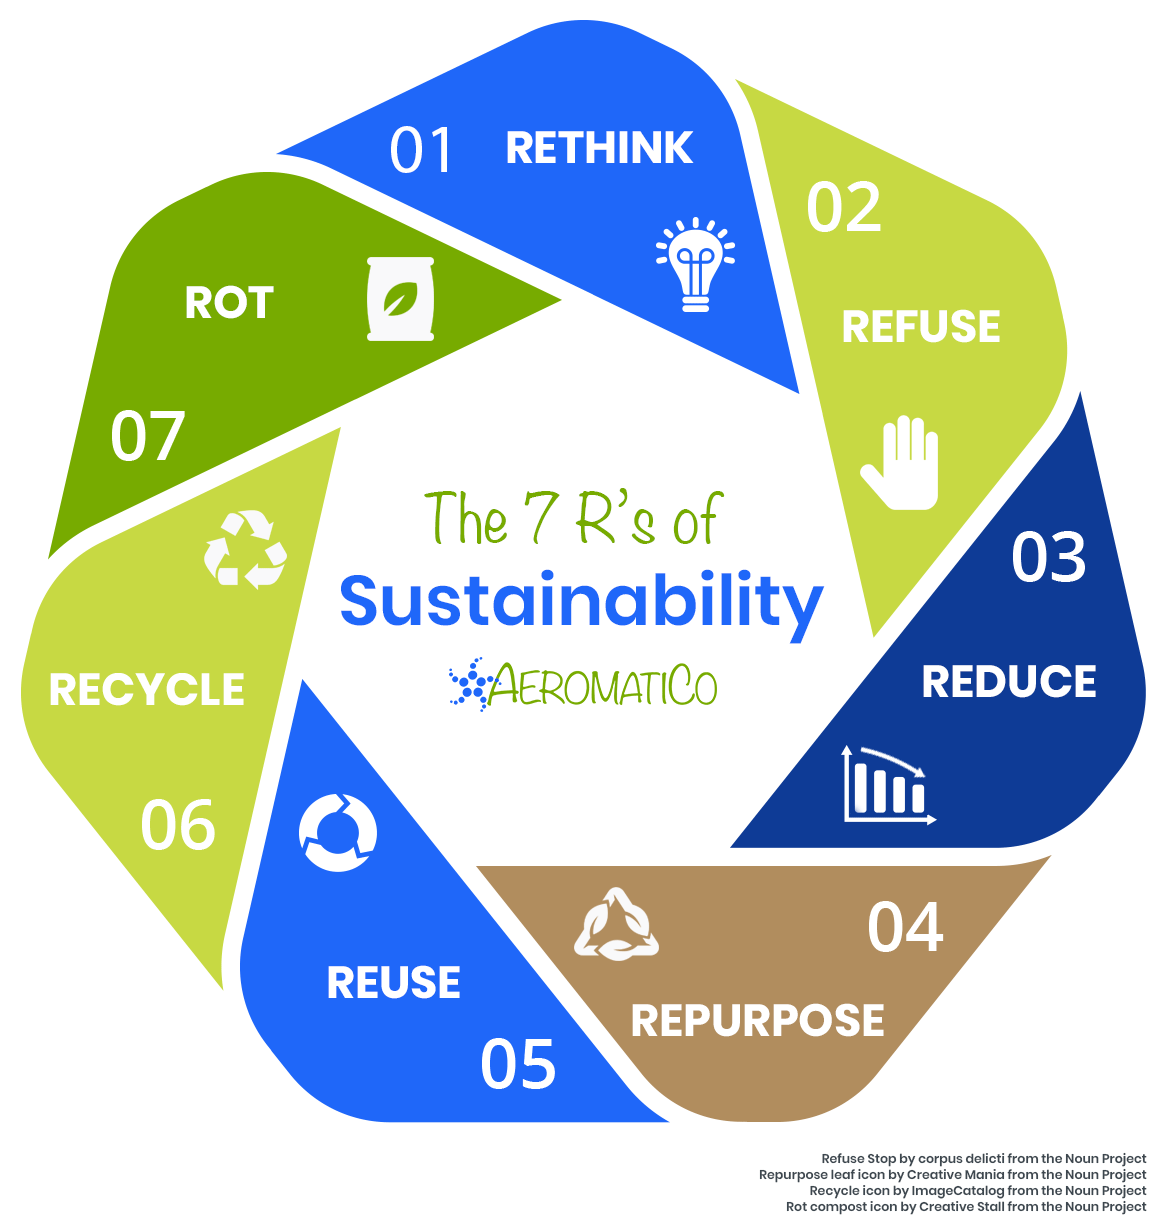 01 RETHINK
02
REFUSE
03
REDUCE
04
REPURPOSE
05
REUSE
06
RECYCLE
07
ROT
The 7 R's of
Sustainability
AEROMATICO
Refuse Stop by corpus delicti from the Noun Project
Repurpose leaf icon by Creative Mania from the Noun Project
Recycle icon by ImageCatalog from the Noun Project
Rot compost icon by Creative Stall from the Noun Project